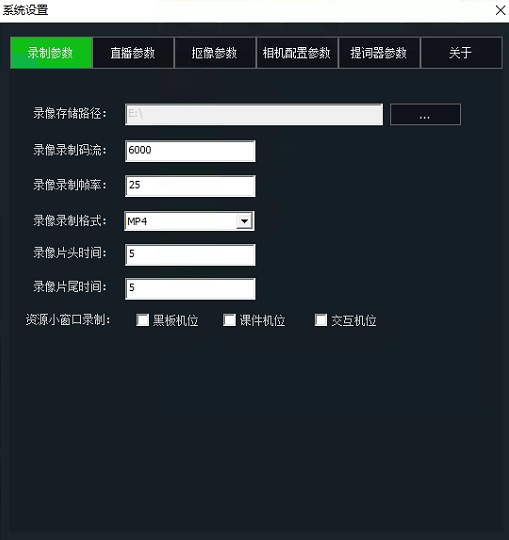 系统设置
录制参数 直播参数 抠像参数 相机配置参数 提词器参数 关于
录像存储路径: E:\ ...
录像录制码流: 6000
录像录制帧率: 25
录像录制格式: MP4
录像片头时间: 5
录像片尾时间: 5
资源小窗口录制: 黑板机位 课件机位 交互机位